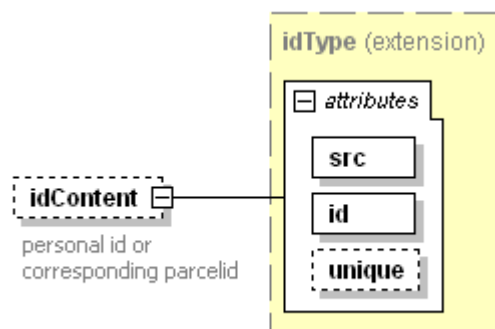 idType (extension)
attributes
src
idContent
id
personal id or
corresponding parcelid
unique